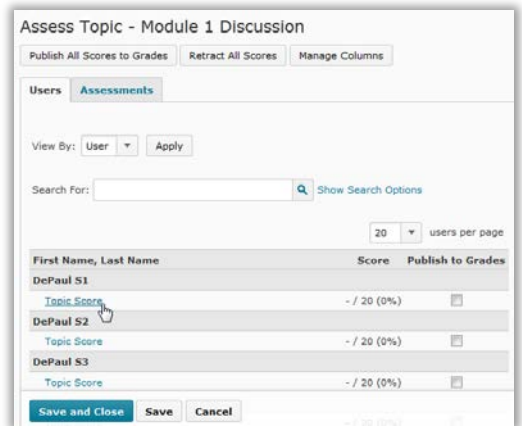 Assess Topic - Module 1 Discussion
Publish All Scores to Grades Retract All Scores Manage Columns
Users Assessments
View By: User Apply
Search For: Show Search Options
20 users per page
First Name, Last Name Score Publish to Grades
DePaul S1
Topic Score - / 20 (0%)
DePaul S2
Topic Score - / 20 (0%)
DePaul S3
Topic Score - / 20 (0%)
Save and Close Save Cancel